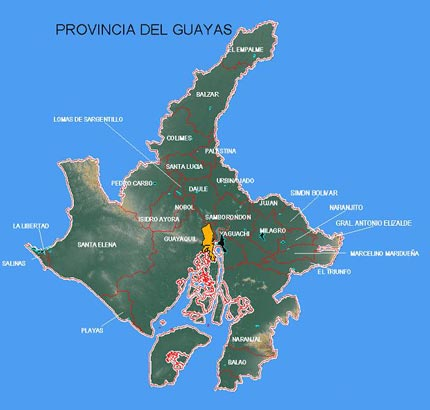 PROVINCIA DEL GUAYAS
EL EMPALME
BALZAR
LOMAS DE SARGENTILLO
COLIMES
PALESTINA
SANTA LUCIA
PEDRO CARBO
URBINA JADO
DAULE
SIMON BOLIVAR
JUJAN
NARANJITO
NOBOL
ISIDRO AYORA
SAMBORONDON
GRAL. ANTONIO ELIZALDE
LA LIBERTAD
MILAGRO
YAGUACHI
GUAYAQUIL
SANTA ELENA
MARCELINO MARIDUEÑA
SALINAS
EL TRIUNFO
PLAYAS
NARANJAL
BALAO